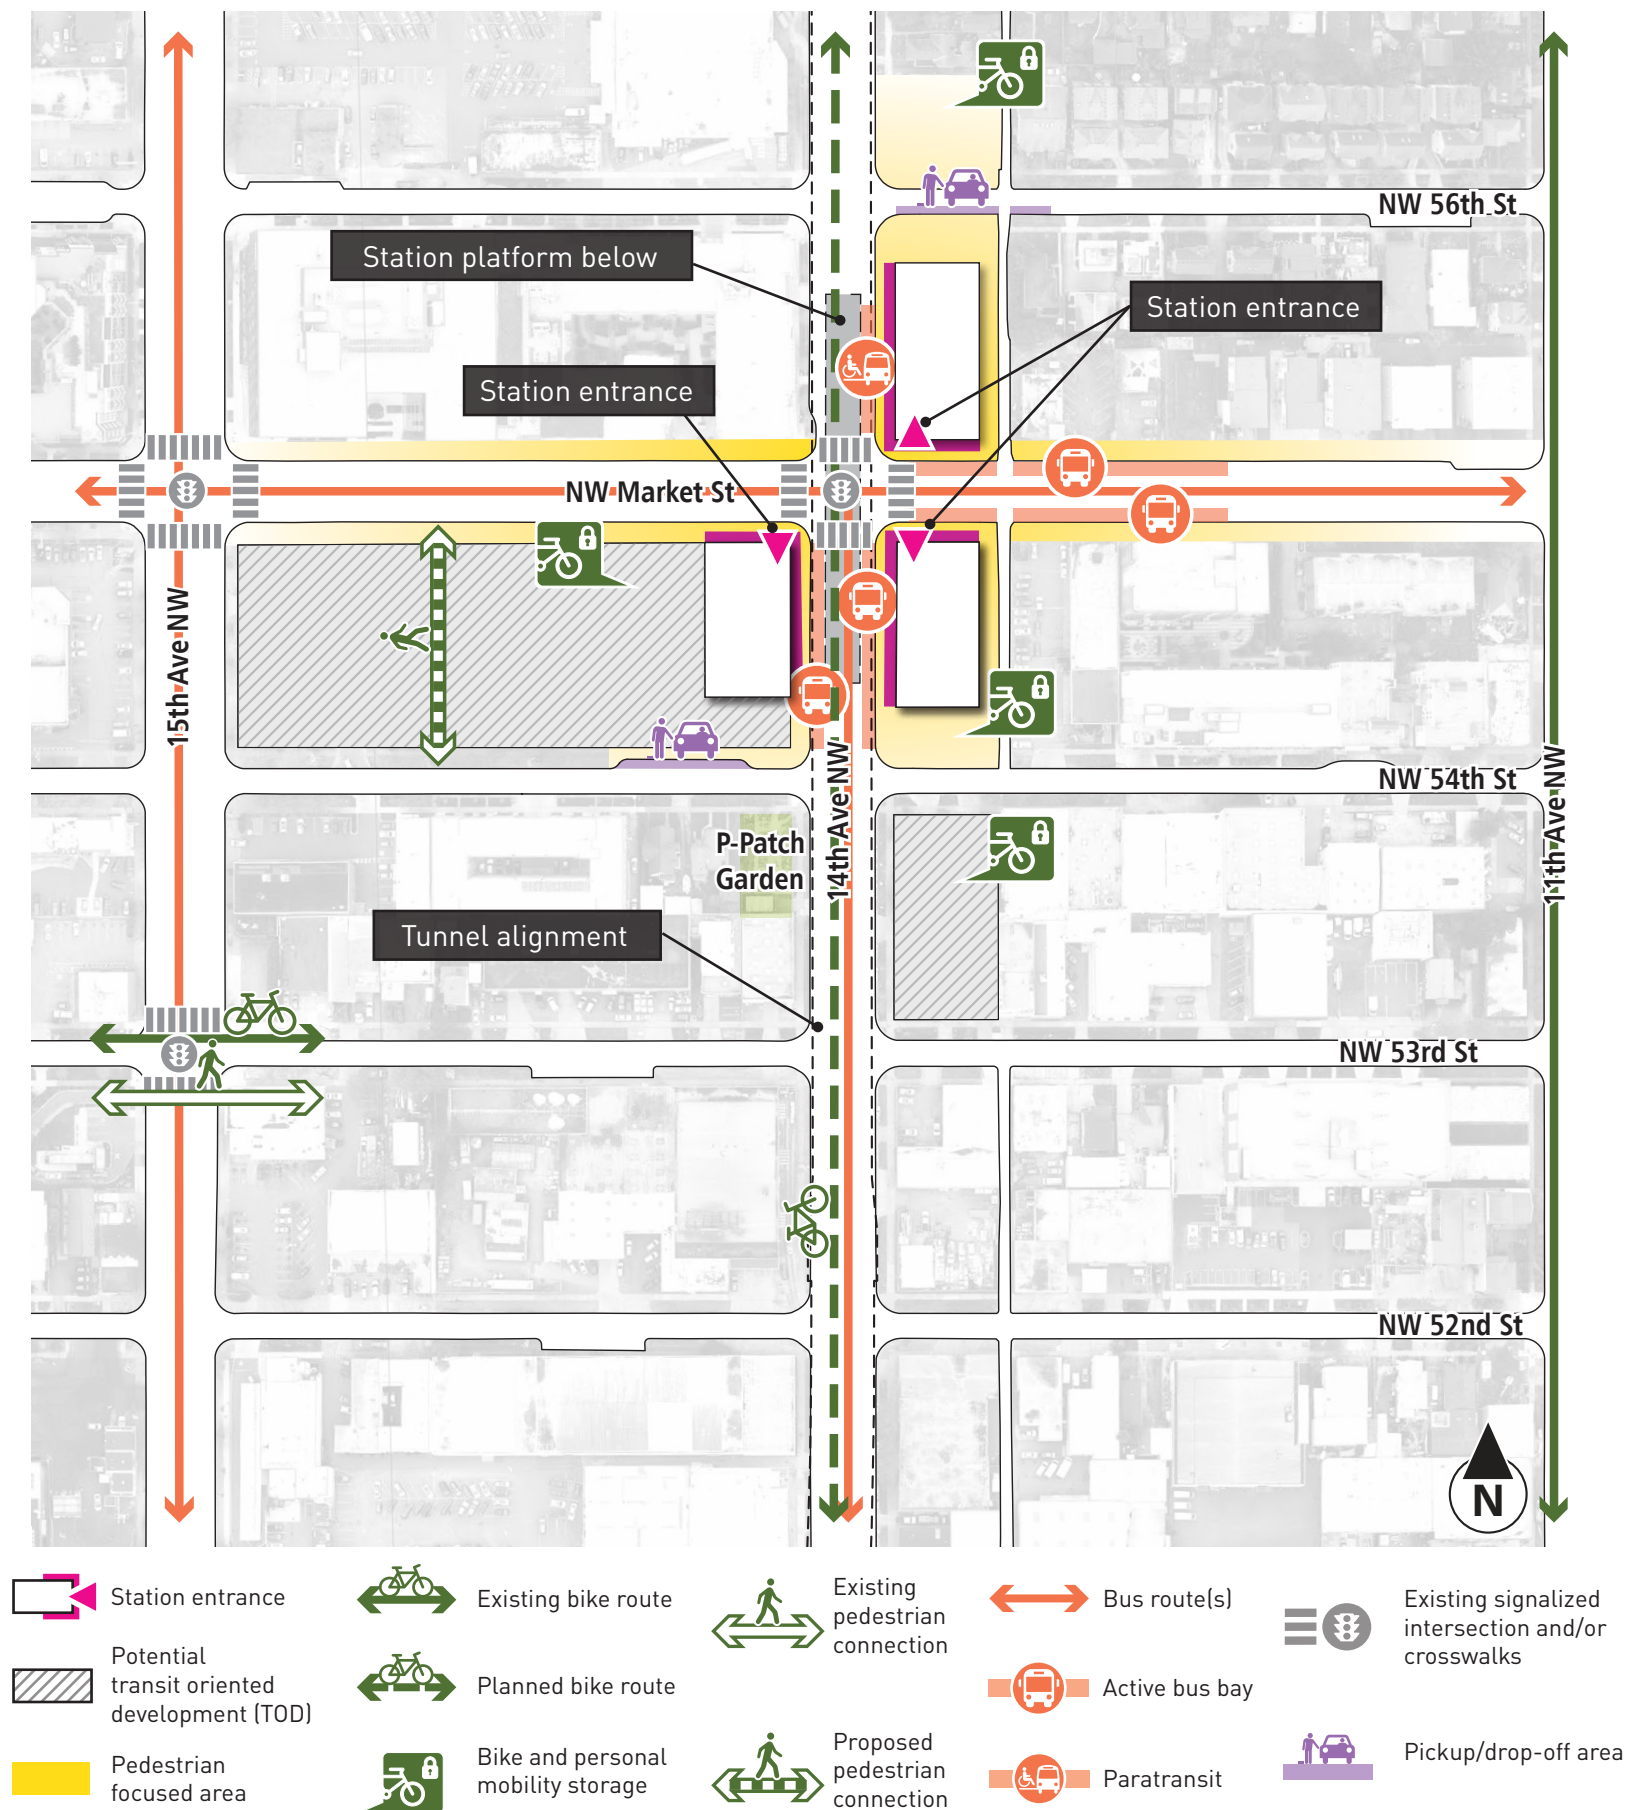 NW 56th St
Station platform below
Station entrance
Station entrance
NW Market St
15th Ave NW
14th Ave NW
NW 54th St
11th Ave NW
P-Patch
Garden
Tunnel alignment
NW 53rd St
NW 52nd St
N
Station entrance
Potential
transit oriented
development (TOD)
Pedestrian
focused area
Existing bike route
Planned bike route
Bike and personal
mobility storage
Existing
pedestrian
connection
Proposed
pedestrian
connection
Bus route(s)
Active bus bay
Paratransit
Existing signalized
intersection and/or
crosswalks
Pickup/drop-off area